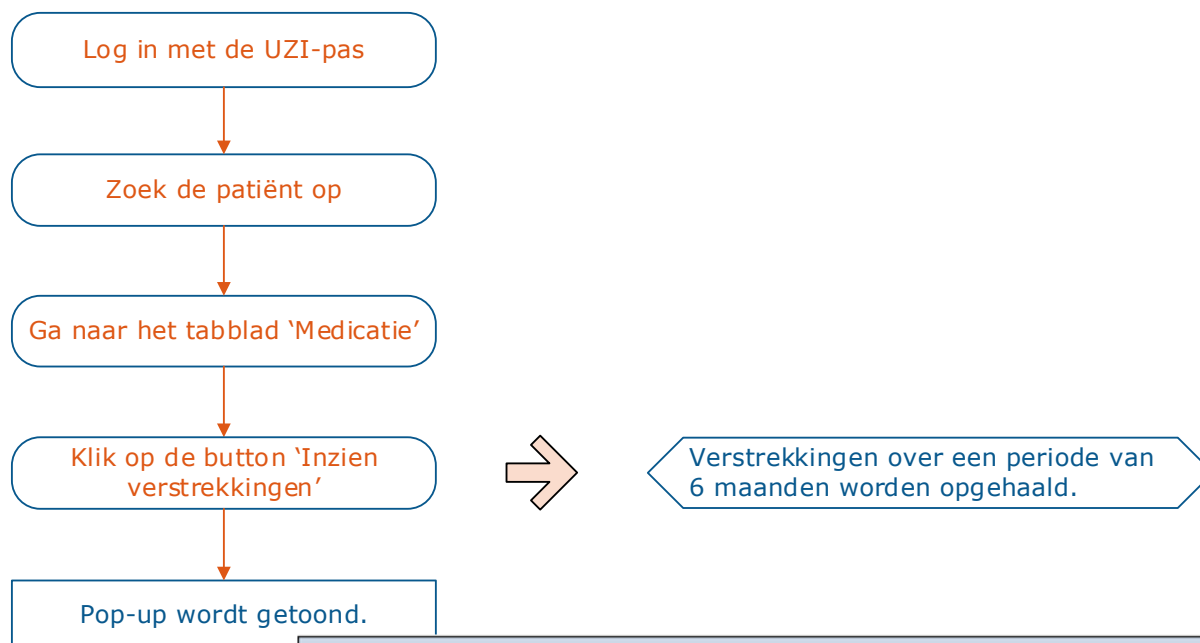 Log in met de UZI-pas
Zoek de patiënt op
Ga naar het tabblad ‘Medicatie’
Klik op de button ‘Inzien
verstrekkingen’
Verstrekkingen over een periode van
6 maanden worden opgehaald.
Pop-up wordt getoond.